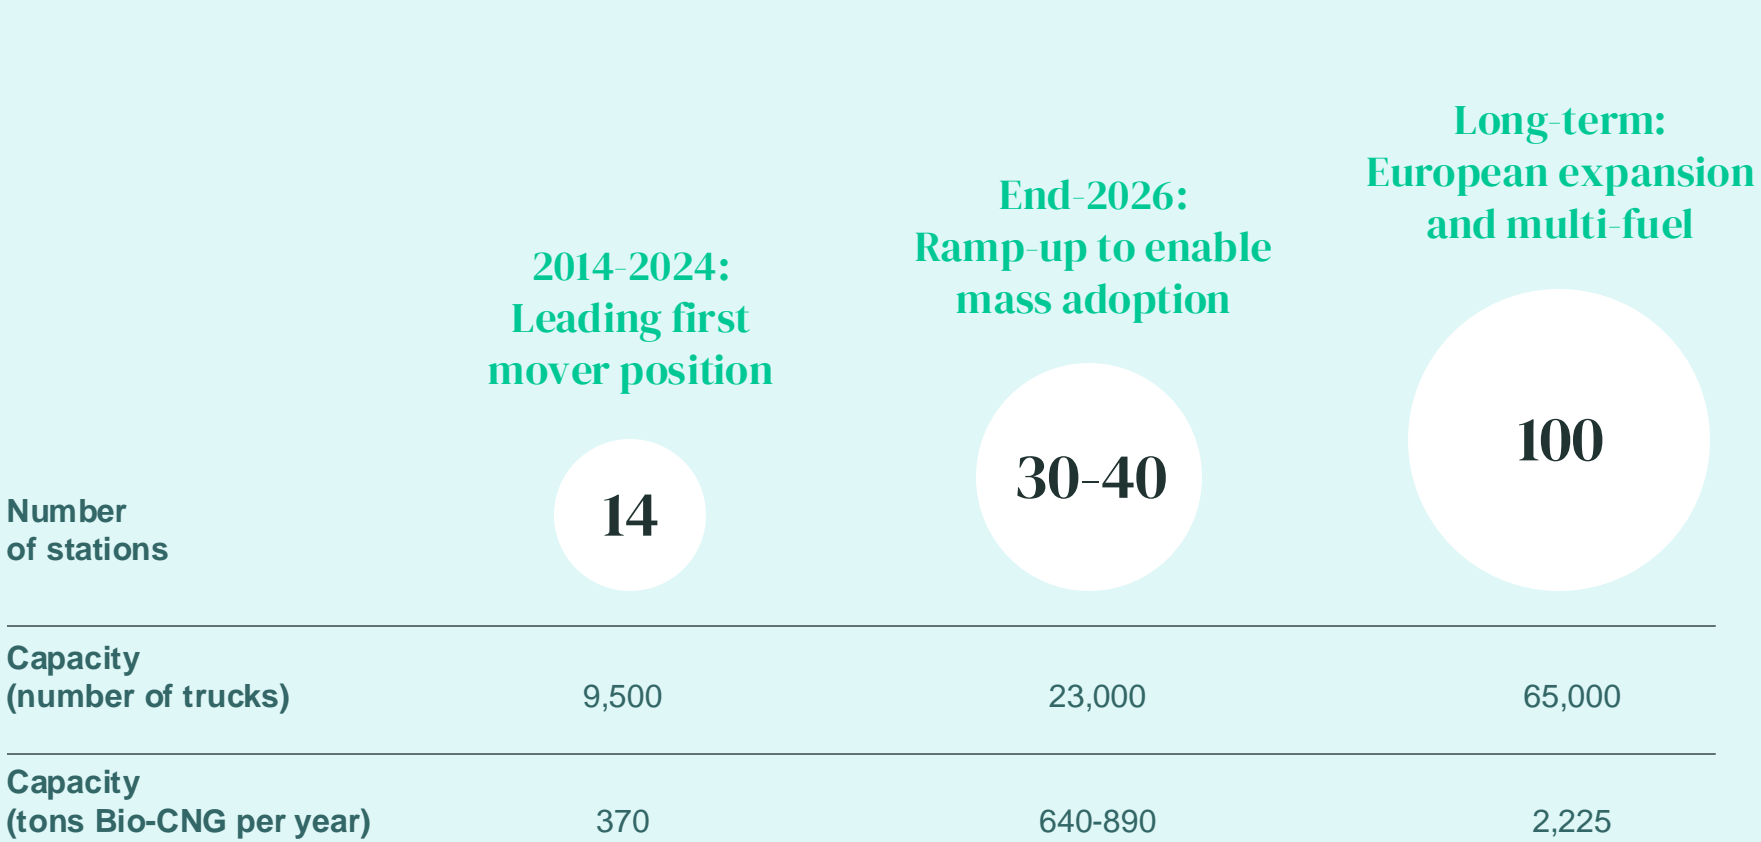 Long-term:
European expansion
and multi-fuel
End-2026:
Ramp-up to enable
mass adoption
2014-2024:
Leading first
mover position
Number
of stations
14
30-40
100
Capacity
(number of trucks)
9,500
23,000
65,000
Capacity
(tons Bio-CNG per year)
370
640-890
2,225